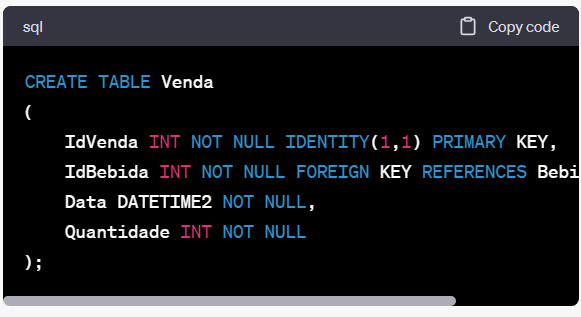 sql
Copy code
CREATE TABLE Venda
(
IdVenda INT NOT NULL IDENTITY(1,1) PRIMARY KEY,
IdBebida INT NOT NULL FOREIGN KEY REFERENCES Bebi
Data DATETIME2 NOT NULL,
Quantidade INT NOT NULL
);